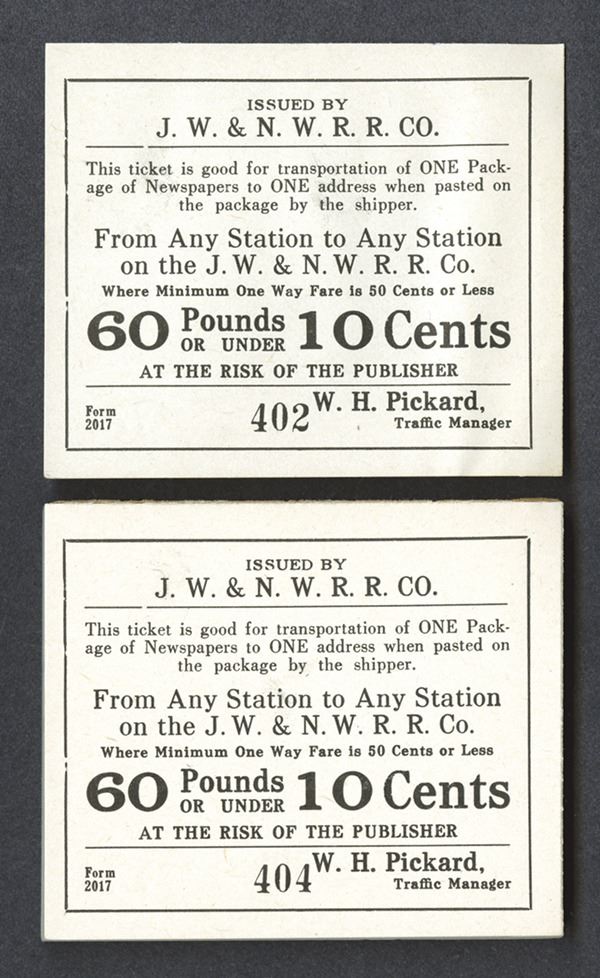 ISSUED BY
J. W. & N. W. R. R. CO.
This ticket is good for transportation of ONE Pack-
age of Newspapers to ONE address when pasted on
the package by the shipper.
From Any Station to Any Station
on the J. W. & N. W. R. R. Co.
Where Minimum One Way Fare is 50 Cents or Less
60 Pounds OR UNDER 10 Cents
AT THE RISK OF THE PUBLISHER
Form 2017 402 W. H. Pickard,
Traffic Manager
ISSUED BY
J. W. & N. W. R. R. CO.
This ticket is good for transportation of ONE Pack-
age of Newspapers to ONE address when pasted on
the package by the shipper.
From Any Station to Any Station
on the J. W. & N. W. R. R. Co.
Where Minimum One Way Fare is 50 Cents or Less
60 Pounds OR UNDER 10 Cents
AT THE RISK OF THE PUBLISHER
Form 2017 404 W. H. Pickard,
Traffic Manager